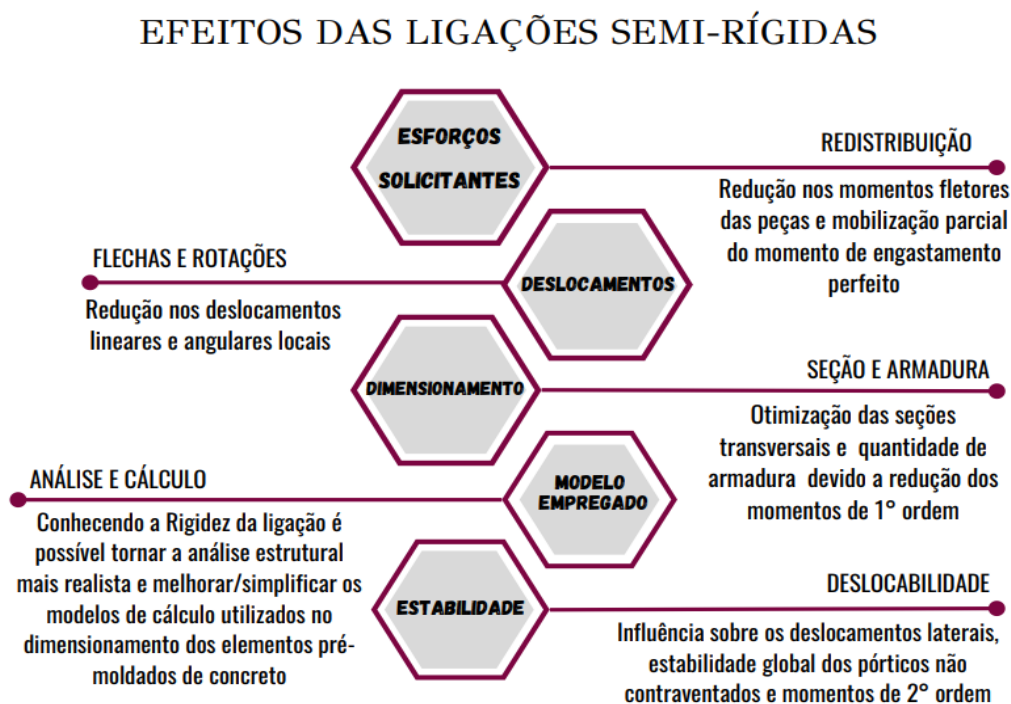 EFEITOS DAS LIGAÇÕES SEMI-RÍGIDAS
ESFORÇOS
SOLICITANTES
REDISTRIBUIÇÃO
Redução nos momentos fletores
das peças e mobilização parcial
do momento de engastamento
perfeito
FLECHAS E ROTAÇÕES
DESLOCAMENTOS
Redução nos deslocamentos
lineares e angulares locais
DIMENSIONAMENTO
SEÇÃO E ARMADURA
Otimização das seções
transversais e quantidade de
armadura devido a redução dos
momentos de 1° ordem
ANÁLISE E CÁLCULO
MODELO
EMPREGADO
Conhecendo a Rigidez da ligação é
possível tornar a análise estrutural
mais realista e melhorar/simplificar os
modelos de cálculo utilizados no
dimensionamento dos elementos pré-
moldados de concreto
ESTABILIDADE
DESLOCABILIDADE
Influência sobre os deslocamentos laterais,
estabilidade global dos pórticos não
contraventados e momentos de 2° ordem